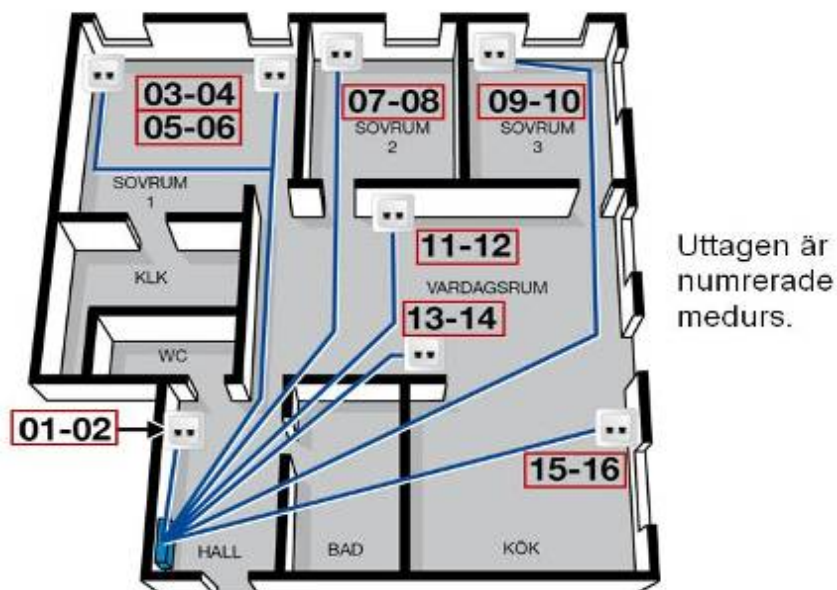 03-04
05-06
07-08
09-10
SOVRUM
2
SOVRUM
3
SOVRUM
1
11-12
KLK
VARDAGSRUM
13-14
WC
01-02
15-16
HALL
BAD
KÖK
Uttagen är
numrerade
medurs.